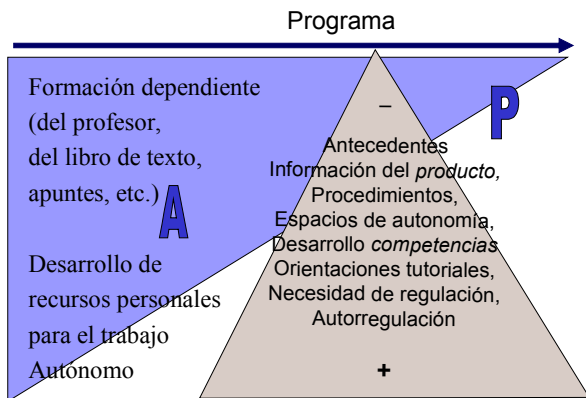 Programa
Formación dependiente
(del profesor,
del libro de texto,
apuntes, etc.)
A
Desarrollo de
recursos personales
para el trabajo
Autónomo
P
–
Antecedentes
Información del producto,
Procedimientos,
Espacios de autonomía,
Desarrollo competencias
Orientaciones tutoriales,
Necesidad de regulación,
Autorregulación
+